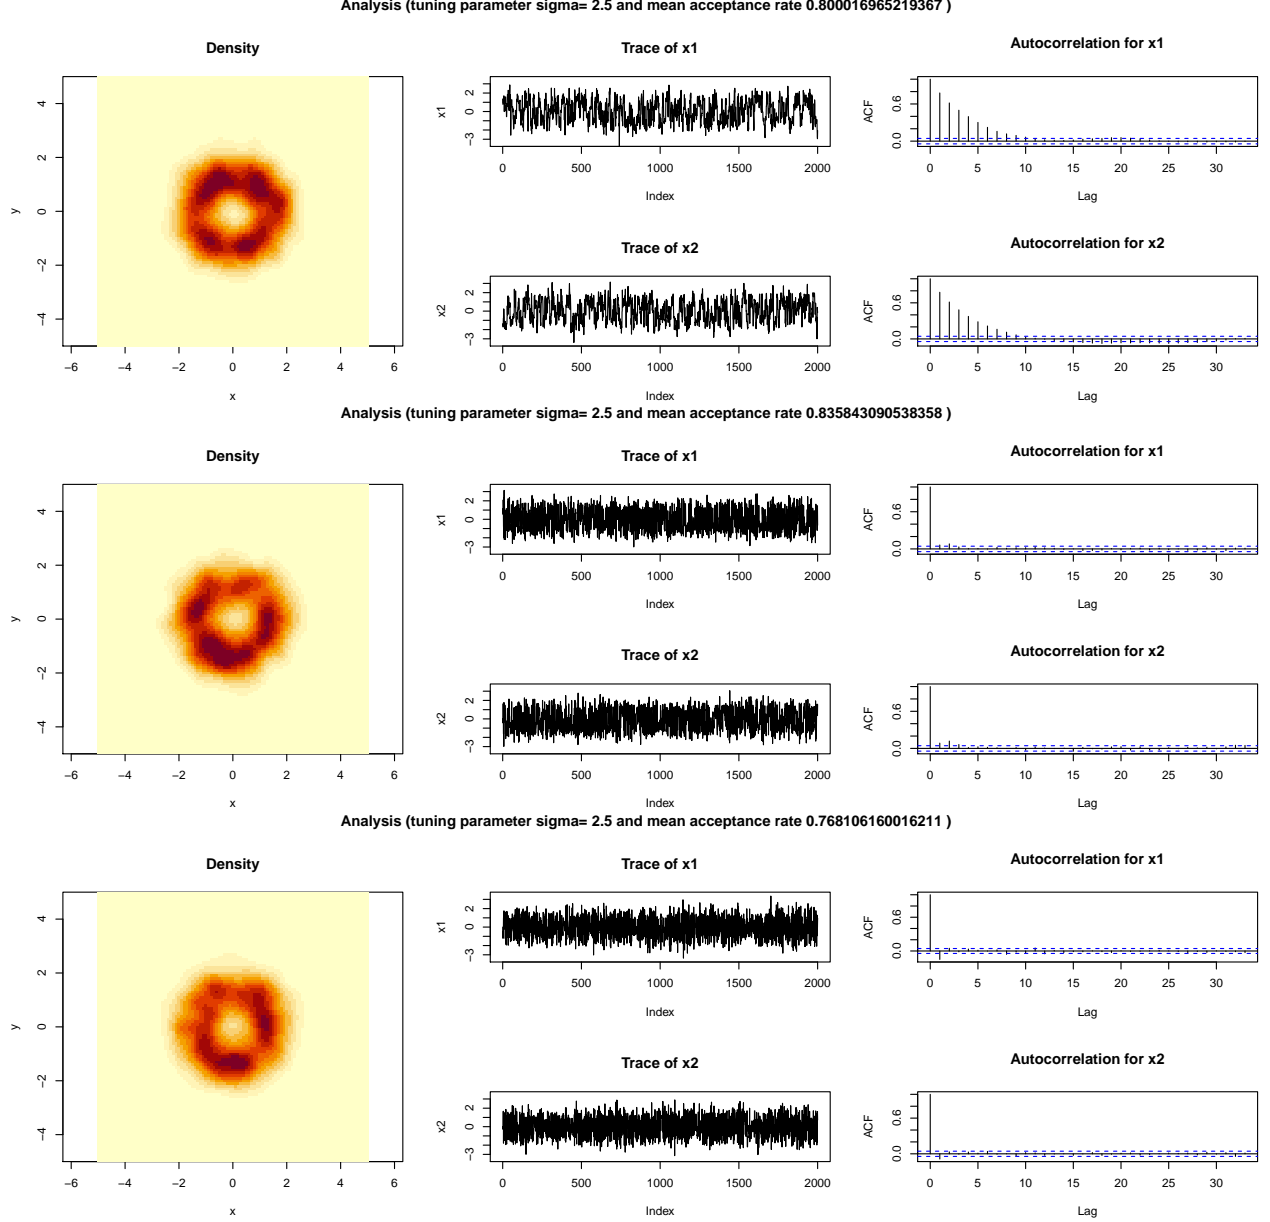 Analysis (tuning parameter sigma= 2.5 and mean acceptance rate 0.800016965219367 )
Density
Trace of x1
Autocorrelation for x1
y
4
2
0
−2
−4
−6 −4 −2 0 2 4 6
x
x1
2
0
−3
0 500 1000 1500 2000
Index
ACF
0.6
0.0
0 5 10 15 20 25 30
Lag
Trace of x2
Autocorrelation for x2
x2
2
0
−3
0 500 1000 1500 2000
Index
ACF
0.6
0.0
0 5 10 15 20 25 30
Lag
Analysis (tuning parameter sigma= 2.5 and mean acceptance rate 0.835843090538358 )
Density
Trace of x1
Autocorrelation for x1
y
4
2
0
−2
−4
−6 −4 −2 0 2 4 6
x
x1
2
0
−3
0 500 1000 1500 2000
Index
ACF
0.6
0.0
0 5 10 15 20 25 30
Lag
Trace of x2
Autocorrelation for x2
x2
2
0
−3
0 500 1000 1500 2000
Index
ACF
0.6
0.0
0 5 10 15 20 25 30
Lag
Analysis (tuning parameter sigma= 2.5 and mean acceptance rate 0.768106160016211 )
Density
Trace of x1
Autocorrelation for x1
y
4
2
0
−2
−4
−6 −4 −2 0 2 4 6
x
x1
2
0
−3
0 500 1000 1500 2000
Index
ACF
0.6
0.0
0 5 10 15 20 25 30
Lag
Trace of x2
Autocorrelation for x2
x2
2
0
−3
0 500 1000 1500 2000
Index
ACF
0.6
0.0
0 5 10 15 20 25 30
Lag